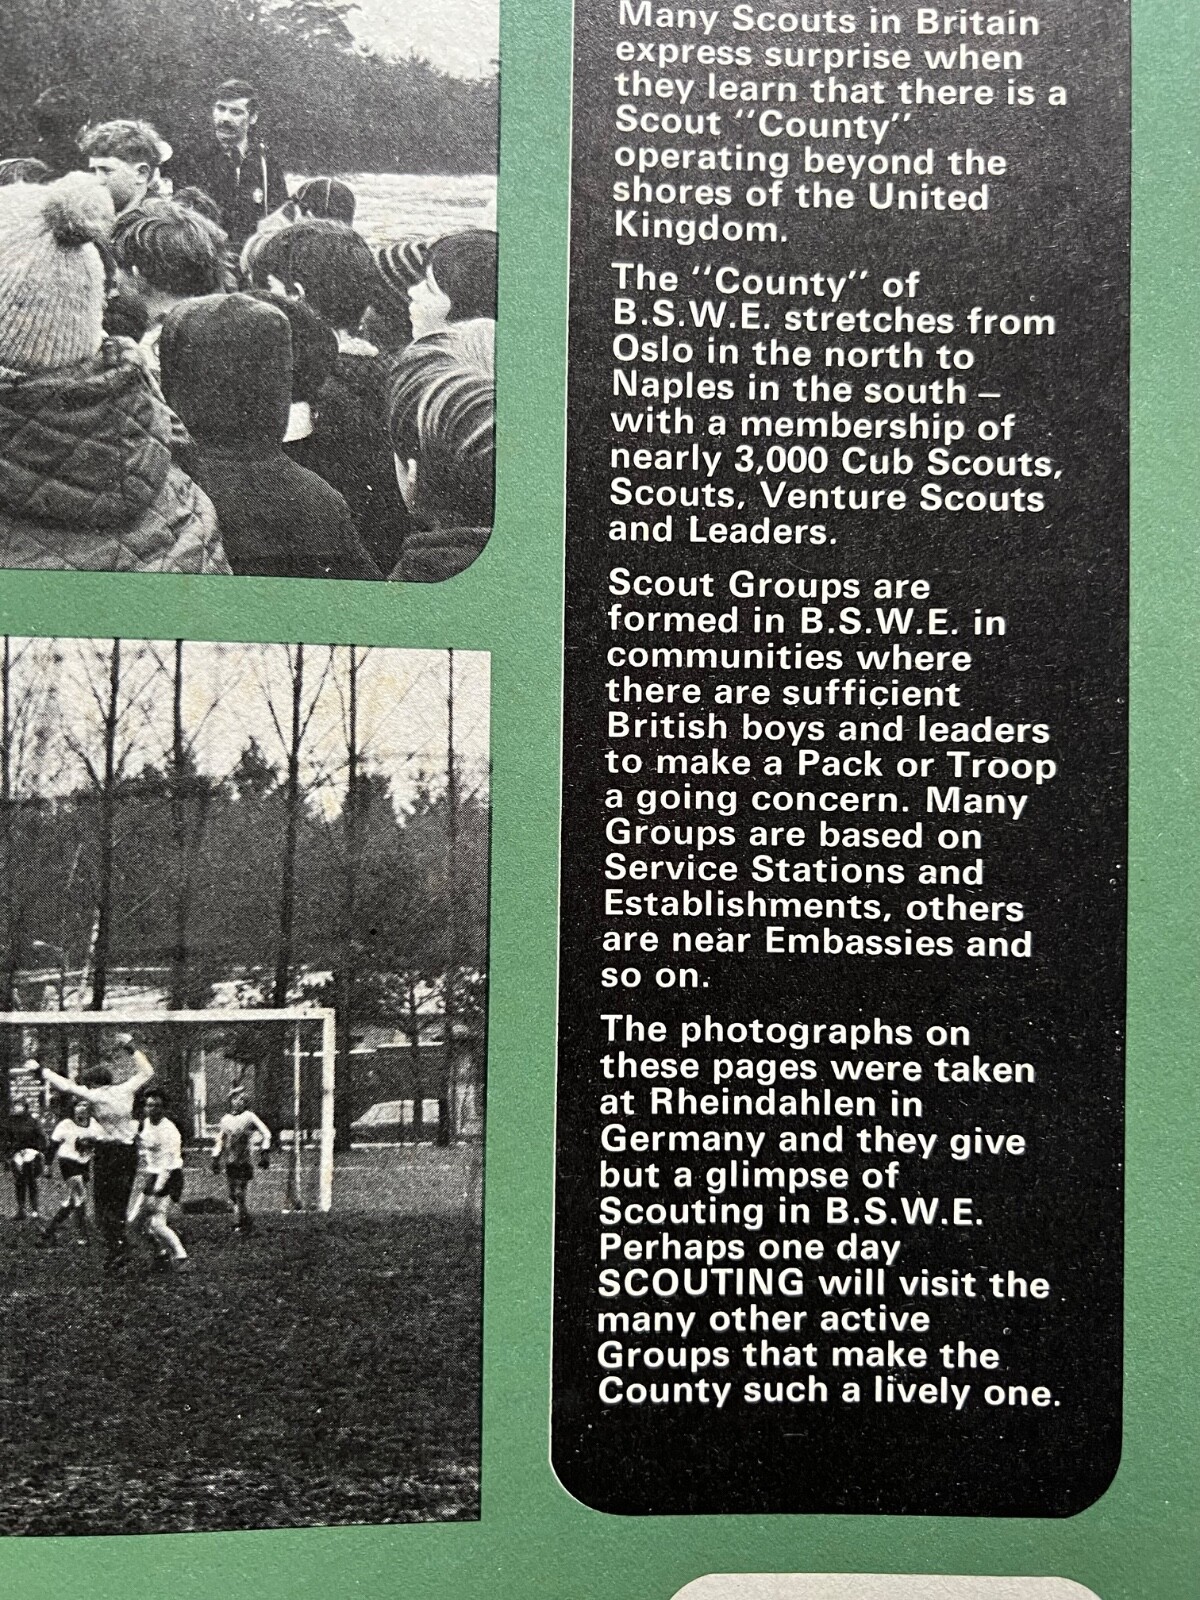 Many Scouts in Britain
express surprise when
they learn that there is a
Scout "County"
operating beyond the
shores of the United
Kingdom.
The "County" of
B.S.W.E. stretches from
Oslo in the north to
Naples in the south –
with a membership of
nearly 3,000 Cub Scouts,
Scouts, Venture Scouts
and Leaders.
Scout Groups are
formed in B.S.W.E. in
communities where
there are sufficient
British boys and leaders
to make a Pack or Troop
a going concern. Many
Groups are based on
Service Stations and
Establishments, others
are near Embassies and
so on.
The photographs on
these pages were taken
at Rheindahlen in
Germany and they give
but a glimpse of
Scouting in B.S.W.E.
Perhaps one day
SCOUTING will visit the
many other active
Groups that make the
County such a lively one.